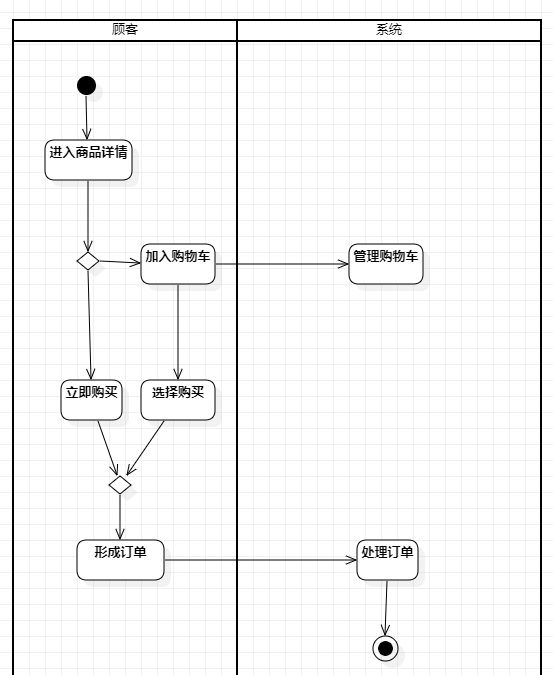 顾客
系统
进入商品详情
加入购物车
管理购物车
立即购买
选择购买
形成订单
处理订单